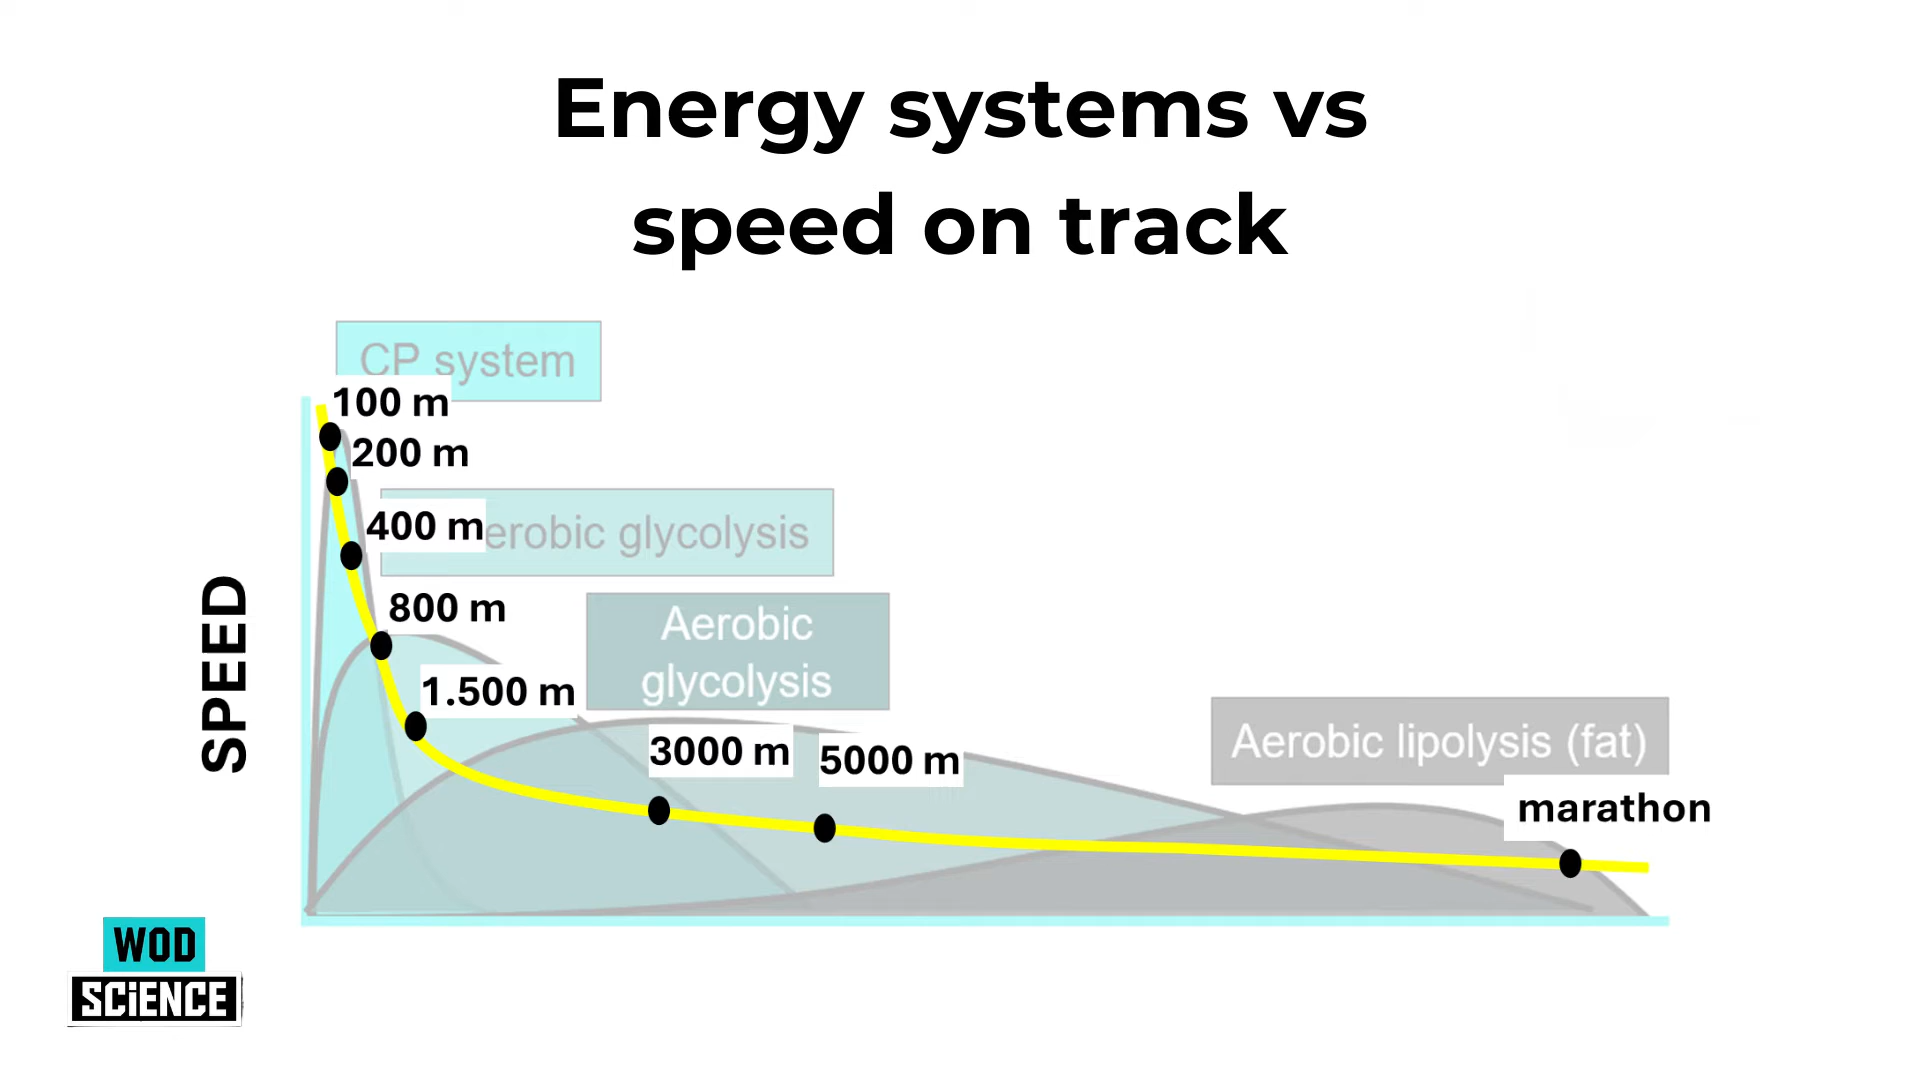 Energy systems vs
speed on track
CP system
100 m
200 m
400 m
erobic glycolysis
800 m
Aerobic
glycolysis
1.500 m
3000 m
5000 m
Aerobic lipolysis (fat)
marathon
SPEED
WOD
SCiENCE